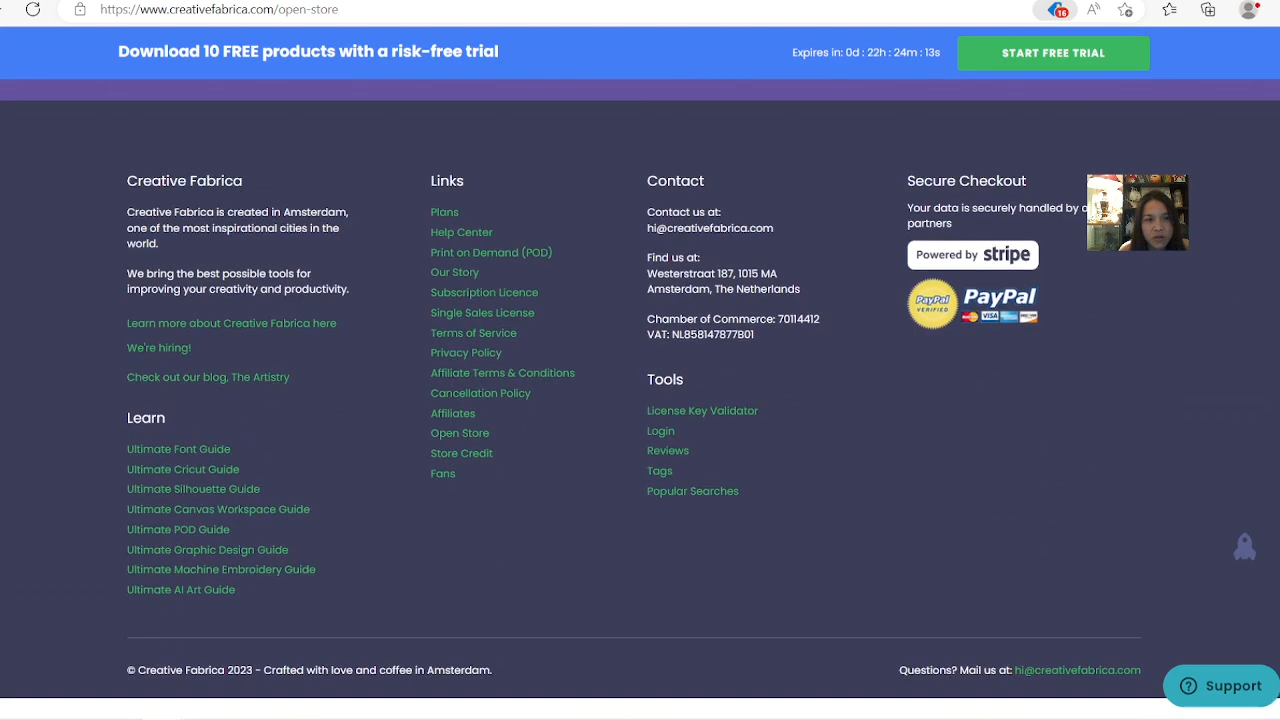 https://www.creativefabrica.com/open-store
16
Download 10 FREE products with a risk-free trial
Expires in: 0d : 22h : 24m : 13s
START FREE TRIAL
Creative Fabrica
Creative Fabrica is created in Amsterdam,
one of the most inspirational cities in the
world.
We bring the best possible tools for
improving your creativity and productivity.
Learn more about Creative Fabrica here
We're hiring!
Check out our blog, The Artistry
Learn
Ultimate Font Guide
Ultimate Cricut Guide
Ultimate Silhouette Guide
Ultimate Canvas Workspace Guide
Ultimate POD Guide
Ultimate Graphic Design Guide
Ultimate Machine Embroidery Guide
Ultimate AI Art Guide
Links
Plans
Help Center
Print on Demand (POD)
Our Story
Subscription Licence
Single Sales License
Terms of Service
Privacy Policy
Affiliate Terms & Conditions
Cancellation Policy
Affiliates
Open Store
Store Credit
Fans
Contact
Contact us at:
hi@creativefabrica.com
Find us at:
Westerstraat 187, 1015 MA
Amsterdam, The Netherlands
Chamber of Commerce: 70114412
VAT: NL858147877B01
Tools
License Key Validator
Login
Reviews
Tags
Popular Searches
Secure Checkout
Your data is securely handled by
partners
Powered by stripe
PayPal
VERIFIED
PayPal
VISA
© Creative Fabrica 2023 - Crafted with love and coffee in Amsterdam.
Questions? Mail us at: hi@creativefabrica.com
Support